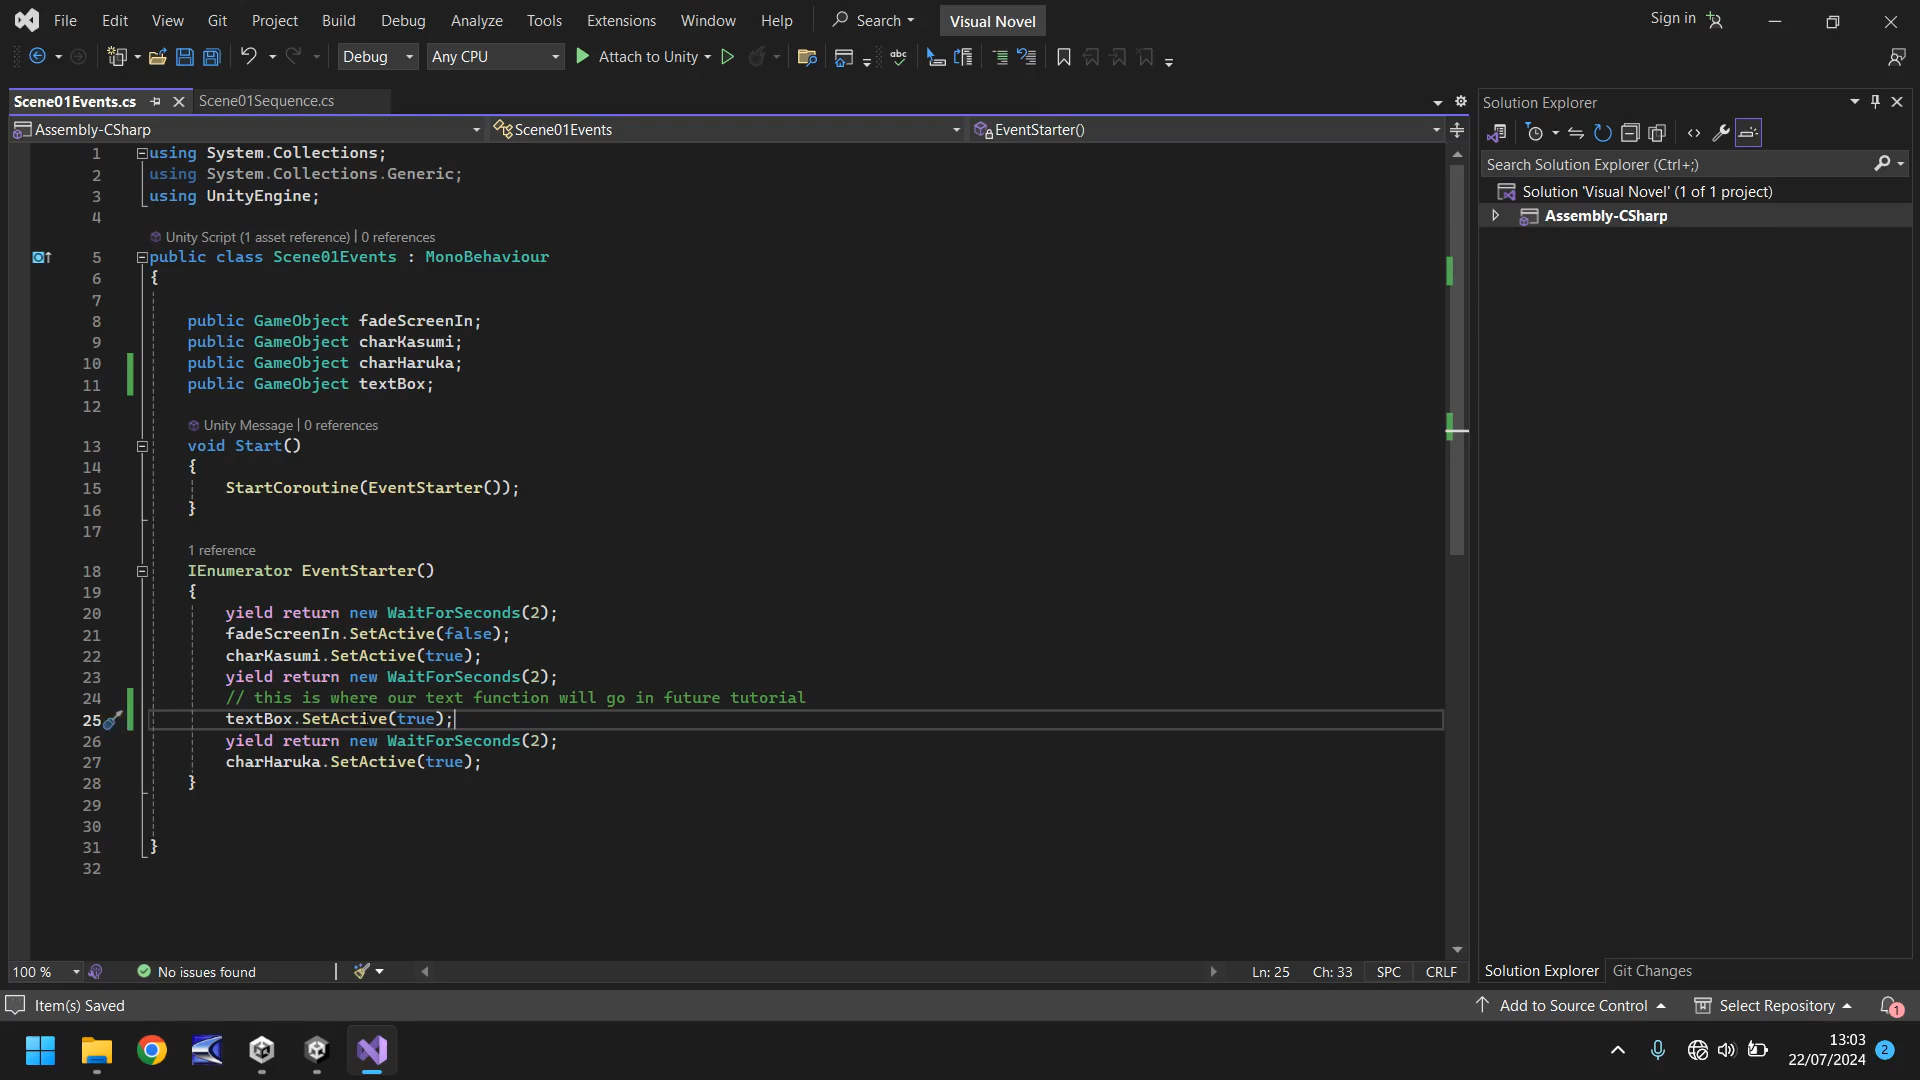 File Edit View Git Project Build Debug Analyze Tools Extensions Window Help Search Visual Novel Sign in
Debug Any CPU Attach to Unity
Scene01Events.cs Scene01Sequence.cs
Assembly-CSharp Scene01Events EventStarter()
1 using System.Collections;
2 using System.Collections.Generic;
3 using UnityEngine;
4
Unity Script (1 asset reference) | 0 references
5 public class Scene01Events : MonoBehaviour
6 {
7
8 public GameObject fadeScreenIn;
9 public GameObject charKasumi;
10 public GameObject charHaruka;
11 public GameObject textBox;
12
Unity Message | 0 references
13 void Start()
14 {
15 StartCoroutine(EventStarter());
16 }
17
1 reference
18 IEnumerator EventStarter()
19 {
20 yield return new WaitForSeconds(2);
21 fadeScreenIn.SetActive(false);
22 charKasumi.SetActive(true);
23 yield return new WaitForSeconds(2);
24 // this is where our text function will go in future tutorial
25 textBox.SetActive(true);
26 yield return new WaitForSeconds(2);
27 charHaruka.SetActive(true);
28 }
29
30
31 }
32
100 % No issues found Ln: 25 Ch: 33 SPC CRLF
Solution Explorer
Search Solution Explorer (Ctrl+;)
Solution 'Visual Novel' (1 of 1 project)
Assembly-CSharp
Solution Explorer Git Changes
Item(s) Saved Add to Source Control Select Repository 1
13:03
22/07/2024 2